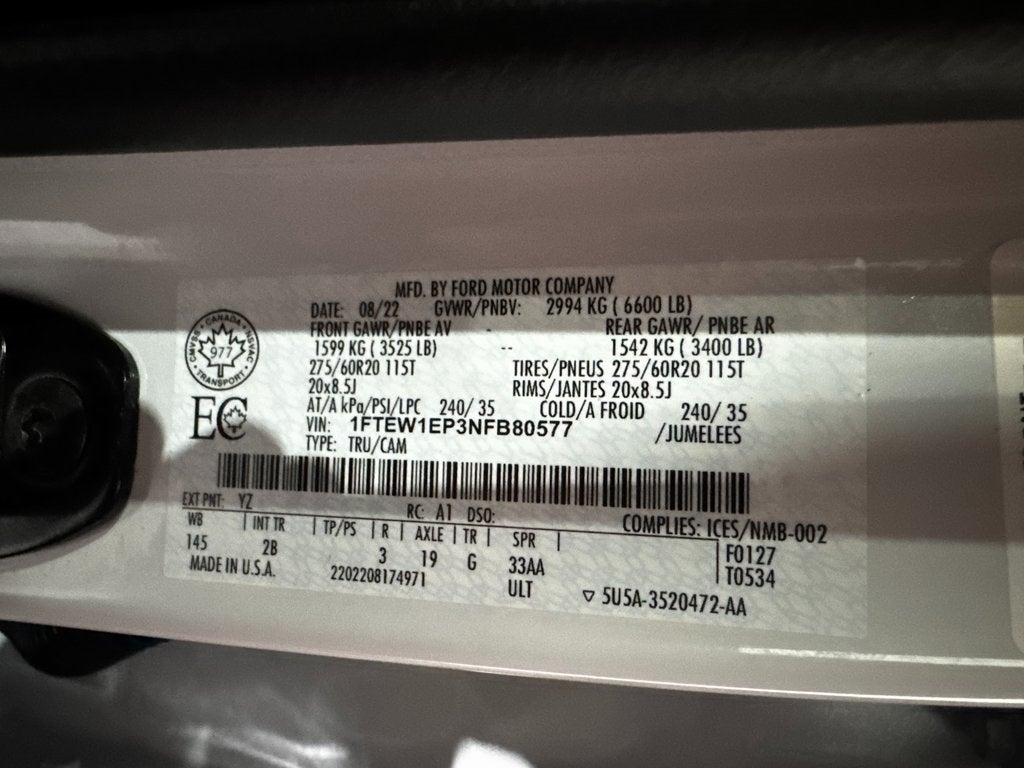 MFD. BY FORD MOTOR COMPANY
DATE: 08/22 GVWR/PNBV: 2994 KG ( 6600 LB)
FRONT GAWR/PNBE AV - REAR GAWR/ PNBE AR
1599 KG ( 3525 LB) -- 1542 KG ( 3400 LB)
275/60R20 115T TIRES/PNEUS 275/60R20 115T
20x8.5J RIMS/JANTES 20x8.5J
AT/A kPa/PSI/LPC 240/ 35 COLD/A FROID 240/ 35
VIN: 1FTEW1EP3NFB80577 /JUMELEES
TYPE: TRU/CAM
CANADA
CMVSS • NSVAC
977
TRANSPORT
EC
EXT PNT: YZ RC: A1 DSO: COMPLIES: ICES/NMB-002
WB | INT TR | TP/PS | R | AXLE | TR | SPR | F0127
145 2B 3 19 G 33AA T0534
MADE IN U.S.A. 2202208174971 ULT ▽ 5U5A-3520472-AA